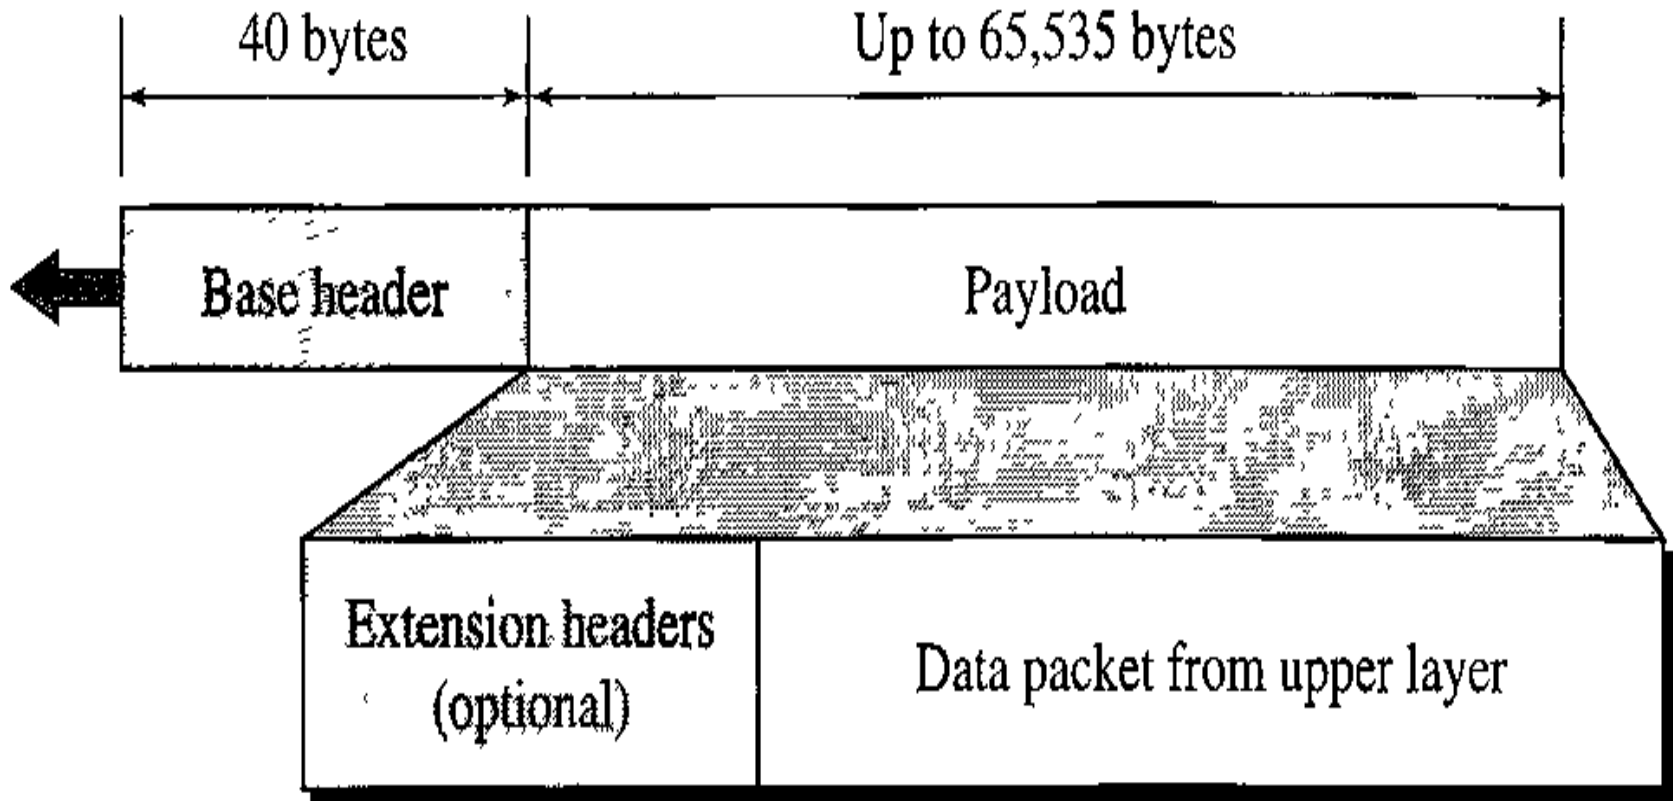 40 bytes
Up to 65,535 bytes
Base header
Payload
Extension headers
(optional)
Data packet from upper layer